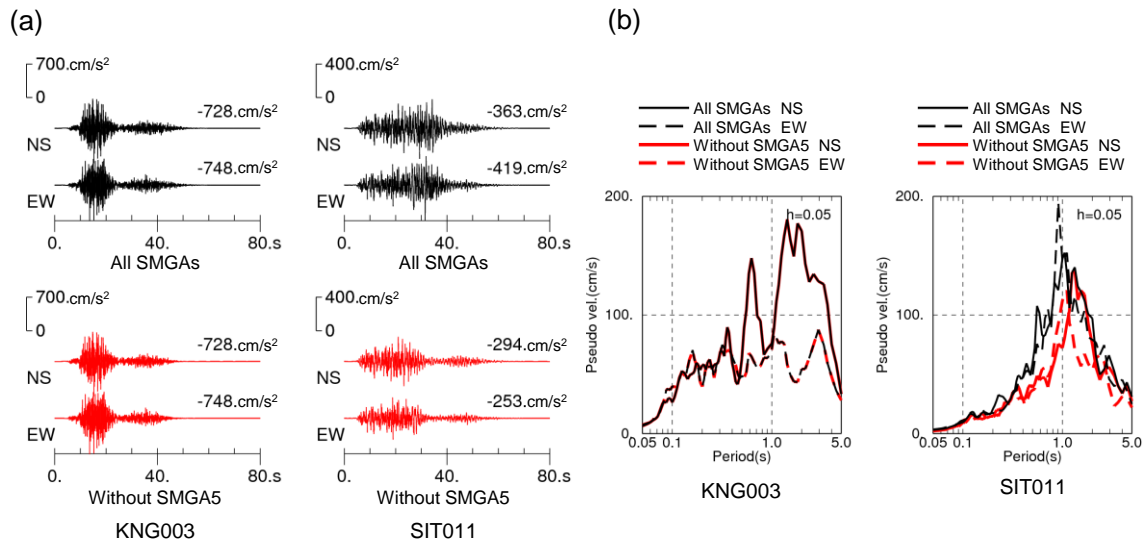 (a)
700.cm/s²
0
-728.cm/s²
NS
-748.cm/s²
EW
0. 40. 80.s
All SMGAs
400.cm/s²
0
-363.cm/s²
NS
-419.cm/s²
EW
0. 40. 80.s
All SMGAs
700.cm/s²
0
-728.cm/s²
NS
-748.cm/s²
EW
0. 40. 80.s
Without SMGA5
KNG003
400.cm/s²
0
-294.cm/s²
NS
-253.cm/s²
EW
0. 40. 80.s
Without SMGA5
SIT011
(b)
All SMGAs NS
All SMGAs EW
Without SMGA5 NS
Without SMGA5 EW
200.
h=0.05
100.
0.
Pseudo vel.(cm/s)
0.05 0.1 1.0 5.0
Period(s)
KNG003
All SMGAs NS
All SMGAs EW
Without SMGA5 NS
Without SMGA5 EW
200.
h=0.05
100.
0.
Pseudo vel.(cm/s)
0.05 0.1 1.0 5.0
Period(s)
SIT011